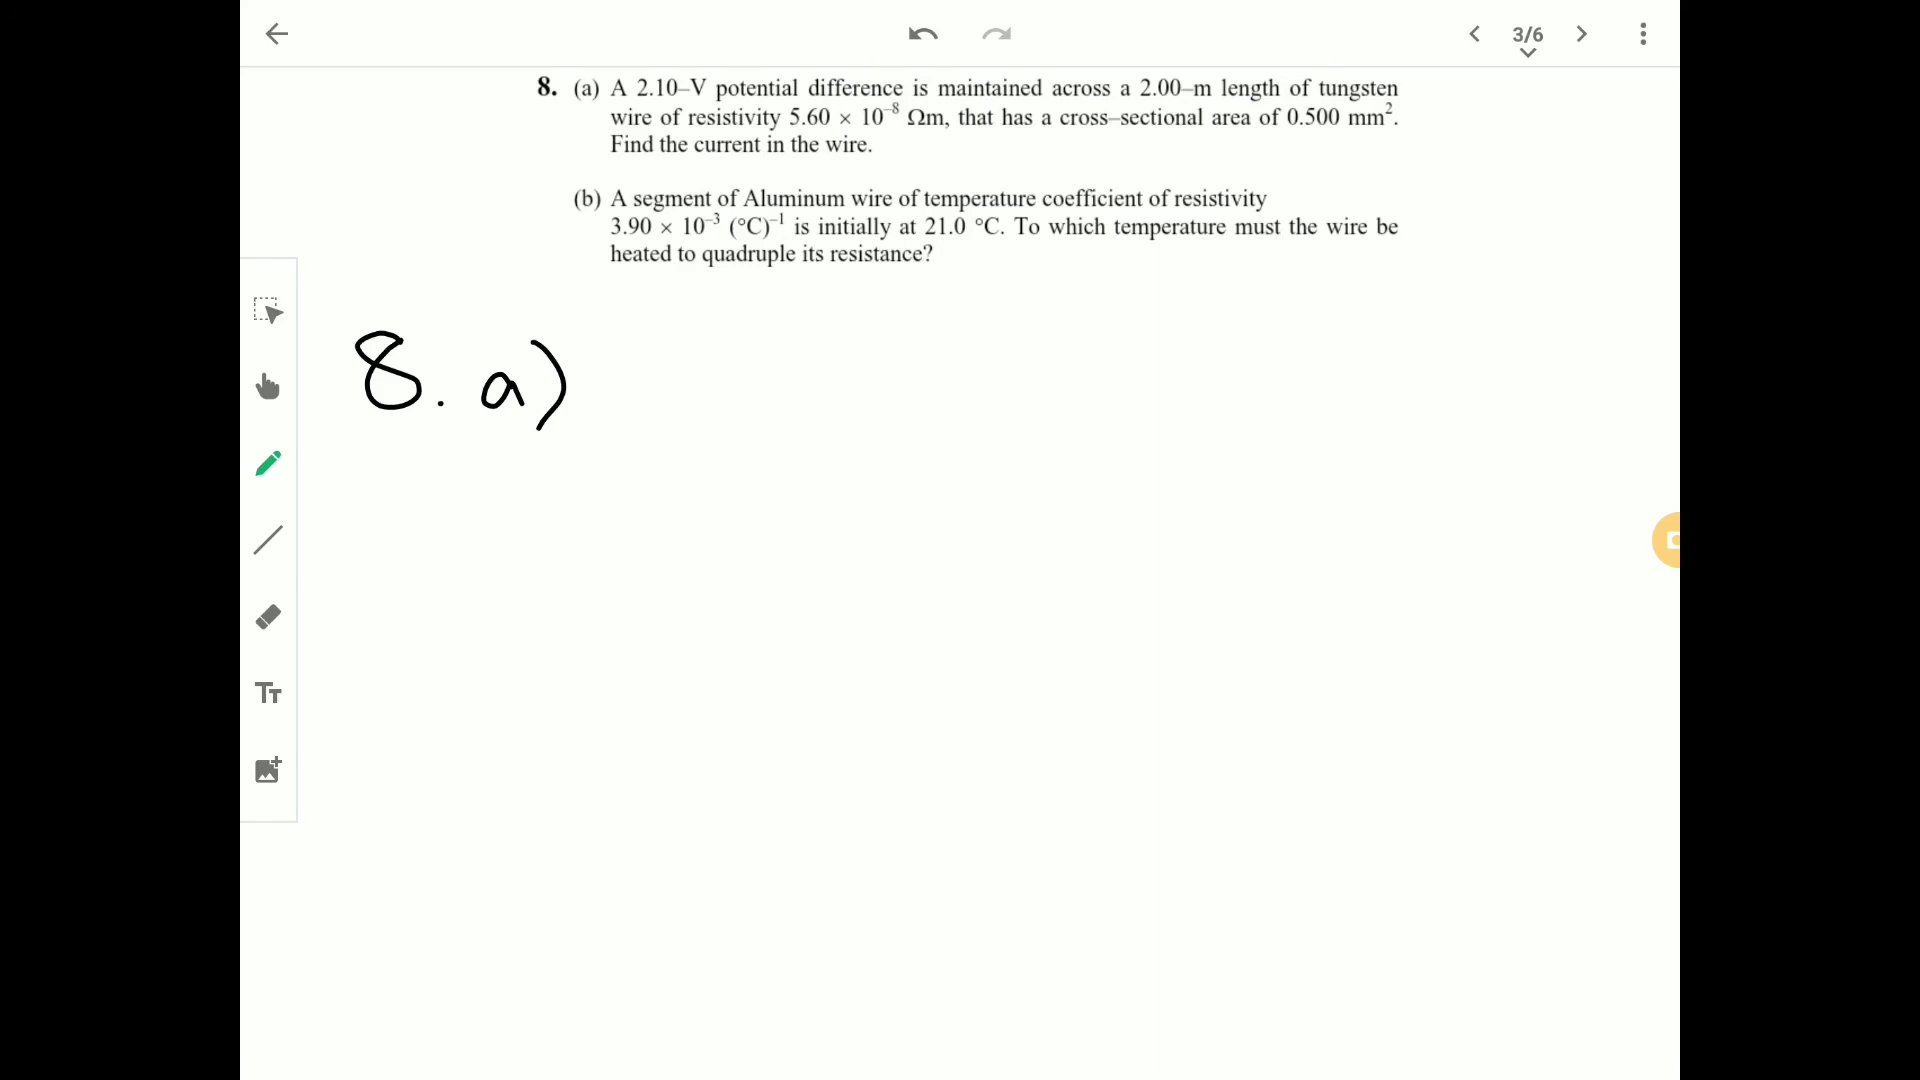 3/6
8. (a) A 2.10–V potential difference is maintained across a 2.00–m length of tungsten
wire of resistivity 5.60 × 10⁻⁸ Ωm, that has a cross–sectional area of 0.500 mm².
Find the current in the wire.
(b) A segment of Aluminum wire of temperature coefficient of resistivity
3.90 × 10⁻³ (°C)⁻¹ is initially at 21.0 °C. To which temperature must the wire be
heated to quadruple its resistance?
8. a)
TT